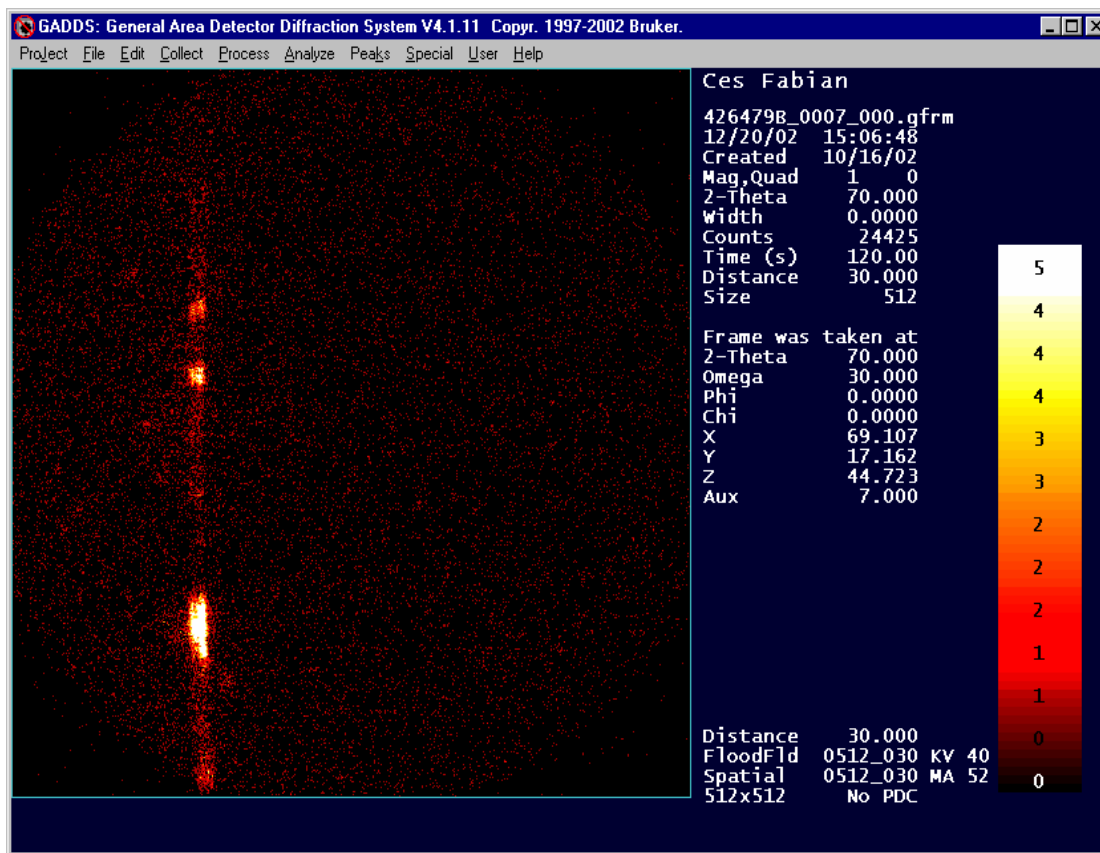 GADDS: General Area Detector Diffraction System V4.1.11 Copyr. 1997-2002 Bruker.
ProJect File Edit Collect Process Analyze Peaks Special User Help
Ces Fabian
426479B_0007_000.gfrm
12/20/02 15:06:48
Created 10/16/02
Mag,Quad 1 0
2-Theta 70.000
Width 0.0000
Counts 24425
Time (s) 120.00
Distance 30.000
Size 512
Frame was taken at
2-Theta 70.000
Omega 30.000
Phi 0.0000
Chi 0.0000
X 69.107
Y 17.162
Z 44.723
Aux 7.000
5
4
4
4
3
3
2
2
2
1
1
0
0
Distance 30.000
FloodFld 0512_030 KV 40
Spatial 0512_030 MA 52
512x512 No PDC